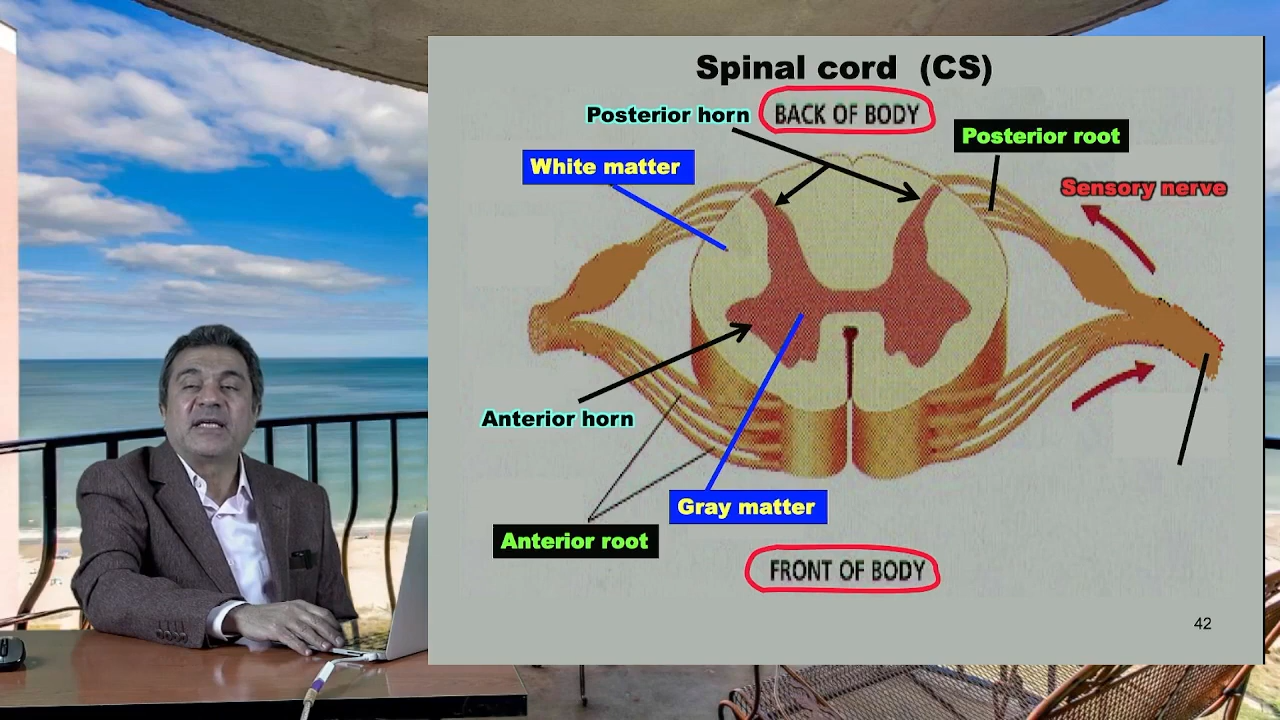 Spinal cord (CS)
Posterior horn
BACK OF BODY
Posterior root
White matter
Sensory nerve
Anterior horn
Gray matter
Anterior root
FRONT OF BODY
42